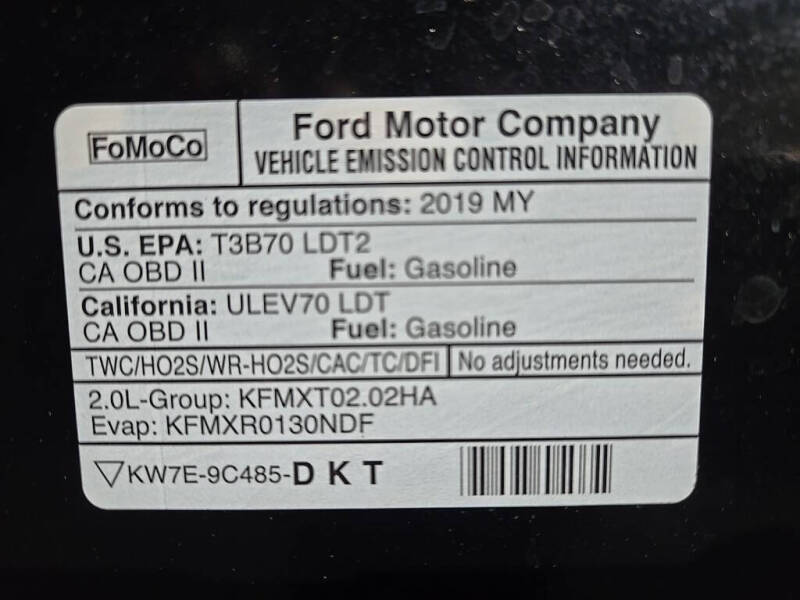 FoMoCo
Ford Motor Company
VEHICLE EMISSION CONTROL INFORMATION
Conforms to regulations: 2019 MY
U.S. EPA: T3B70 LDT2
CA OBD II Fuel: Gasoline
California: ULEV70 LDT
CA OBD II Fuel: Gasoline
TWC/HO2S/WR-HO2S/CAC/TC/DFI No adjustments needed.
2.0L-Group: KFMXT02.02HA
Evap: KFMXR0130NDF
▽KW7E-9C485-D K T